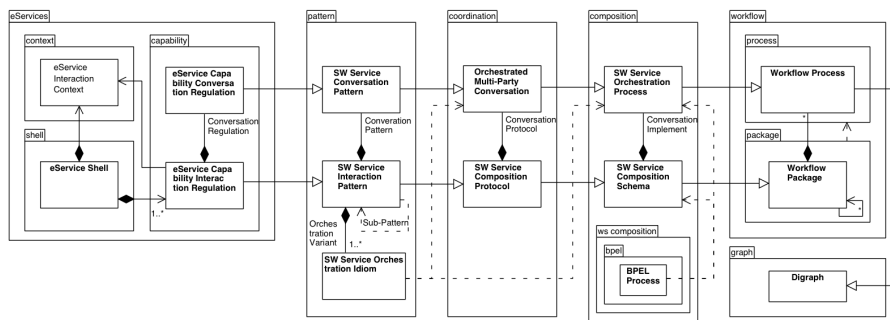 eServices
context
eService
Interaction
Context
shell
eService Shell
capability
eService Capa
bility Conversa
tion Regulation
Conversation
Regulation
eService Capa
bility Interac
tion Regulation
1..*
pattern
SW Service
Conversation
Pattern
Converation
Pattern
SW Service
Interaction
Pattern
Orches
tration
Variant
Sub-Pattern
1..*
SW Service Orches
tration Idiom
coordination
Orchestrated
Multi-Party
Conversation
Conversation
Protocol
SW Service
Composition
Protocol
composition
SW Service
Orchestration
Process
Conversation
Implement
SW Service
Composition
Schema
ws composition
bpel
BPEL
Process
workflow
process
Workflow Process
*
package
Workflow
Package
*
graph
Digraph